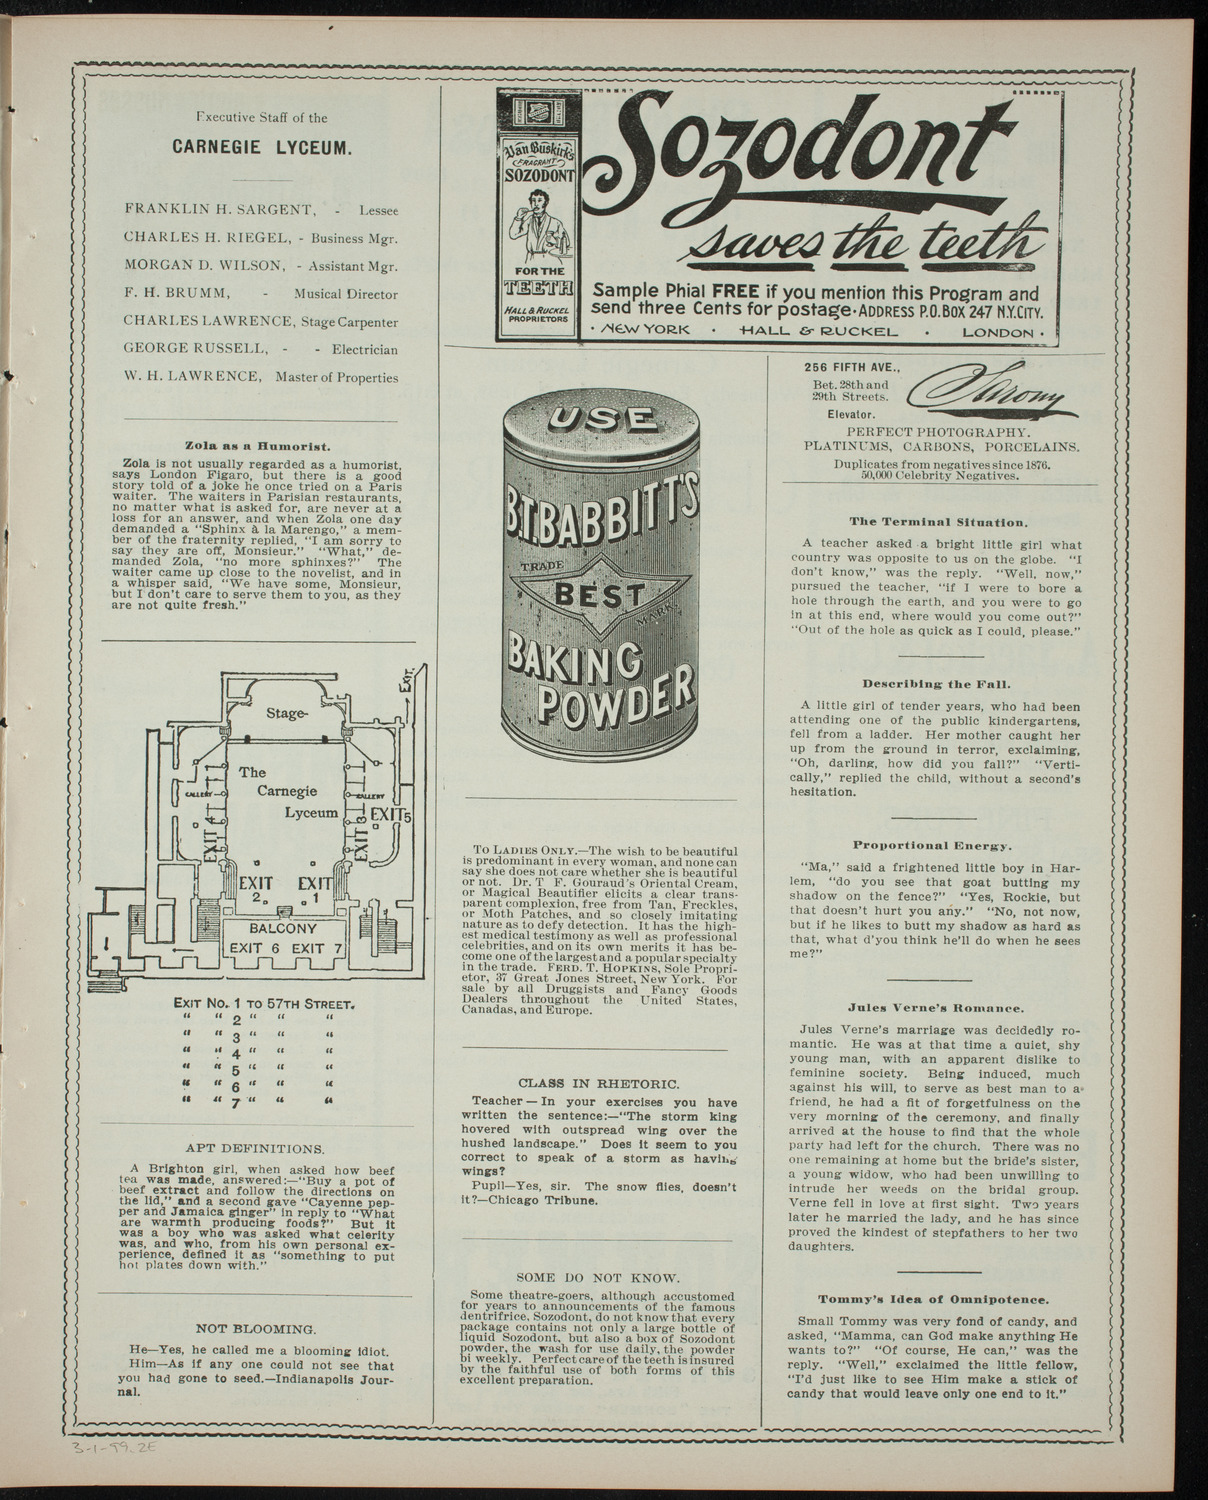 Executive Staff of the
CARNEGIE LYCEUM.
FRANKLIN H. SARGENT, - Lessee
CHARLES H. RIEGEL, - Business Mgr.
MORGAN D. WILSON, - Assistant Mgr.
F. H. BRUMM, - Musical Director
CHARLES LAWRENCE, Stage Carpenter
GEORGE RUSSELL, - - Electrician
W. H. LAWRENCE, Master of Properties
Zola as a Humorist.
Zola is not usually regarded as a humorist,
says London Figaro, but there is a good
story told of a joke he once tried on a Paris
waiter. The waiters in Parisian restaurants,
no matter what is asked for, are never at a
loss for an answer, and when Zola one day
demanded a "Sphinx à la Marengo," a mem-
ber of the fraternity replied, "I am sorry to
say they are off, Monsieur." "What," de-
manded Zola, "no more sphinxes?" The
waiter came up close to the novelist, and in
a whisper said, "We have some, Monsieur,
but I don't care to serve them to you, as they
are not quite fresh."
EXIT.
Stage-
The
Carnegie
Lyceum
GALLERY
GALLERY
EXIT 4
EXIT 3
EXIT 5
EXIT 2
EXIT 1
BALCONY
EXIT 6 EXIT 7
EXIT No. 1 TO 57TH STREET.
" " 2 " " "
" " 3 " " "
" " 4 " " "
" " 5 " " "
" " 6 " " "
" " 7 " " "
APT DEFINITIONS.
A Brighton girl, when asked how beef
tea was made, answered:—"Buy a pot of
beef extract and follow the directions on
the lid," and a second gave "Cayenne pep-
per and Jamaica ginger" in reply to "What
are warmth producing foods?" But it
was a boy who was asked what celerity
was, and who, from his own personal ex-
perience, defined it as "something to put
hot plates down with."
NOT BLOOMING.
He—Yes, he called me a blooming idiot.
Him—As if any one could not see that
you had gone to seed.—Indianapolis Jour-
nal.
Van Buskirk's
FRAGRANT
SOZODONT
FOR THE
TEETH
HALL & RUCKEL
PROPRIETORS
Sozodont
saves the teeth
Sample Phial FREE if you mention this Program and
send three Cents for postage. ADDRESS P.O. BOX 247 N.Y.CITY.
· NEW YORK · HALL & RUCKEL · LONDON ·
USE
B.T. BABBITT'S
TRADE
BEST
MARK
BAKING
POWDER
TO LADIES ONLY.—The wish to be beautiful
is predominant in every woman, and none can
say she does not care whether she is beautiful
or not. Dr. T F. Gouraud's Oriental Cream,
or Magical Beautifier elicits a clear trans-
parent complexion, free from Tan, Freckles,
or Moth Patches, and so closely imitating
nature as to defy detection. It has the high-
est medical testimony as well as professional
celebrities, and on its own merits it has be-
come one of the largest and a popular specialty
in the trade. FERD. T. HOPKINS, Sole Propri-
etor, 37 Great Jones Street, New York. For
sale by all Druggists and Fancy Goods
Dealers throughout the United States,
Canadas, and Europe.
CLASS IN RHETORIC.
Teacher—In your exercises you have
written the sentence:—"The storm king
hovered with outspread wing over the
hushed landscape." Does it seem to you
correct to speak of a storm as having
wings?
Pupil—Yes, sir. The snow flies, doesn't
it?—Chicago Tribune.
SOME DO NOT KNOW.
Some theatre-goers, although accustomed
for years to announcements of the famous
dentrifrice, Sozodont, do not know that every
package contains not only a large bottle of
liquid Sozodont, but also a box of Sozodont
powder, the wash for use daily, the powder
bi weekly. Perfect care of the teeth is insured
by the faithful use of both forms of this
excellent preparation.
256 FIFTH AVE.,
Bet. 28th and
29th Streets.
Elevator.
Sarony
PERFECT PHOTOGRAPHY.
PLATINUMS, CARBONS, PORCELAINS.
Duplicates from negatives since 1876.
50,000 Celebrity Negatives.
The Terminal Situation.
A teacher asked a bright little girl what
country was opposite to us on the globe. "I
don't know," was the reply. "Well, now,"
pursued the teacher, "if I were to bore a
hole through the earth, and you were to go
in at this end, where would you come out?"
"Out of the hole as quick as I could, please."
Describing the Fall.
A little girl of tender years, who had been
attending one of the public kindergartens,
fell from a ladder. Her mother caught her
up from the ground in terror, exclaiming,
"Oh, darling, how did you fall?" "Verti-
cally," replied the child, without a second's
hesitation.
Proportional Energy.
"Ma," said a frightened little boy in Har-
lem, "do you see that goat butting my
shadow on the fence?" "Yes, Rockie, but
that doesn't hurt you any." "No, not now,
but if he likes to butt my shadow as hard as
that, what d'you think he'll do when he sees
me?"
Jules Verne's Romance.
Jules Verne's marriage was decidedly ro-
mantic. He was at that time a quiet, shy
young man, with an apparent dislike to
feminine society. Being induced, much
against his will, to serve as best man to a
friend, he had a fit of forgetfulness on the
very morning of the ceremony, and finally
arrived at the house to find that the whole
party had left for the church. There was no
one remaining at home but the bride's sister,
a young widow, who had been unwilling to
intrude her weeds on the bridal group.
Verne fell in love at first sight. Two years
later he married the lady, and he has since
proved the kindest of stepfathers to her two
daughters.
Tommy's Idea of Omnipotence.
Small Tommy was very fond of candy, and
asked, "Mamma, can God make anything He
wants to?" "Of course, He can," was the
reply. "Well," exclaimed the little fellow,
"I'd just like to see Him make a stick of
candy that would leave only one end to it."
3-1-99.2E